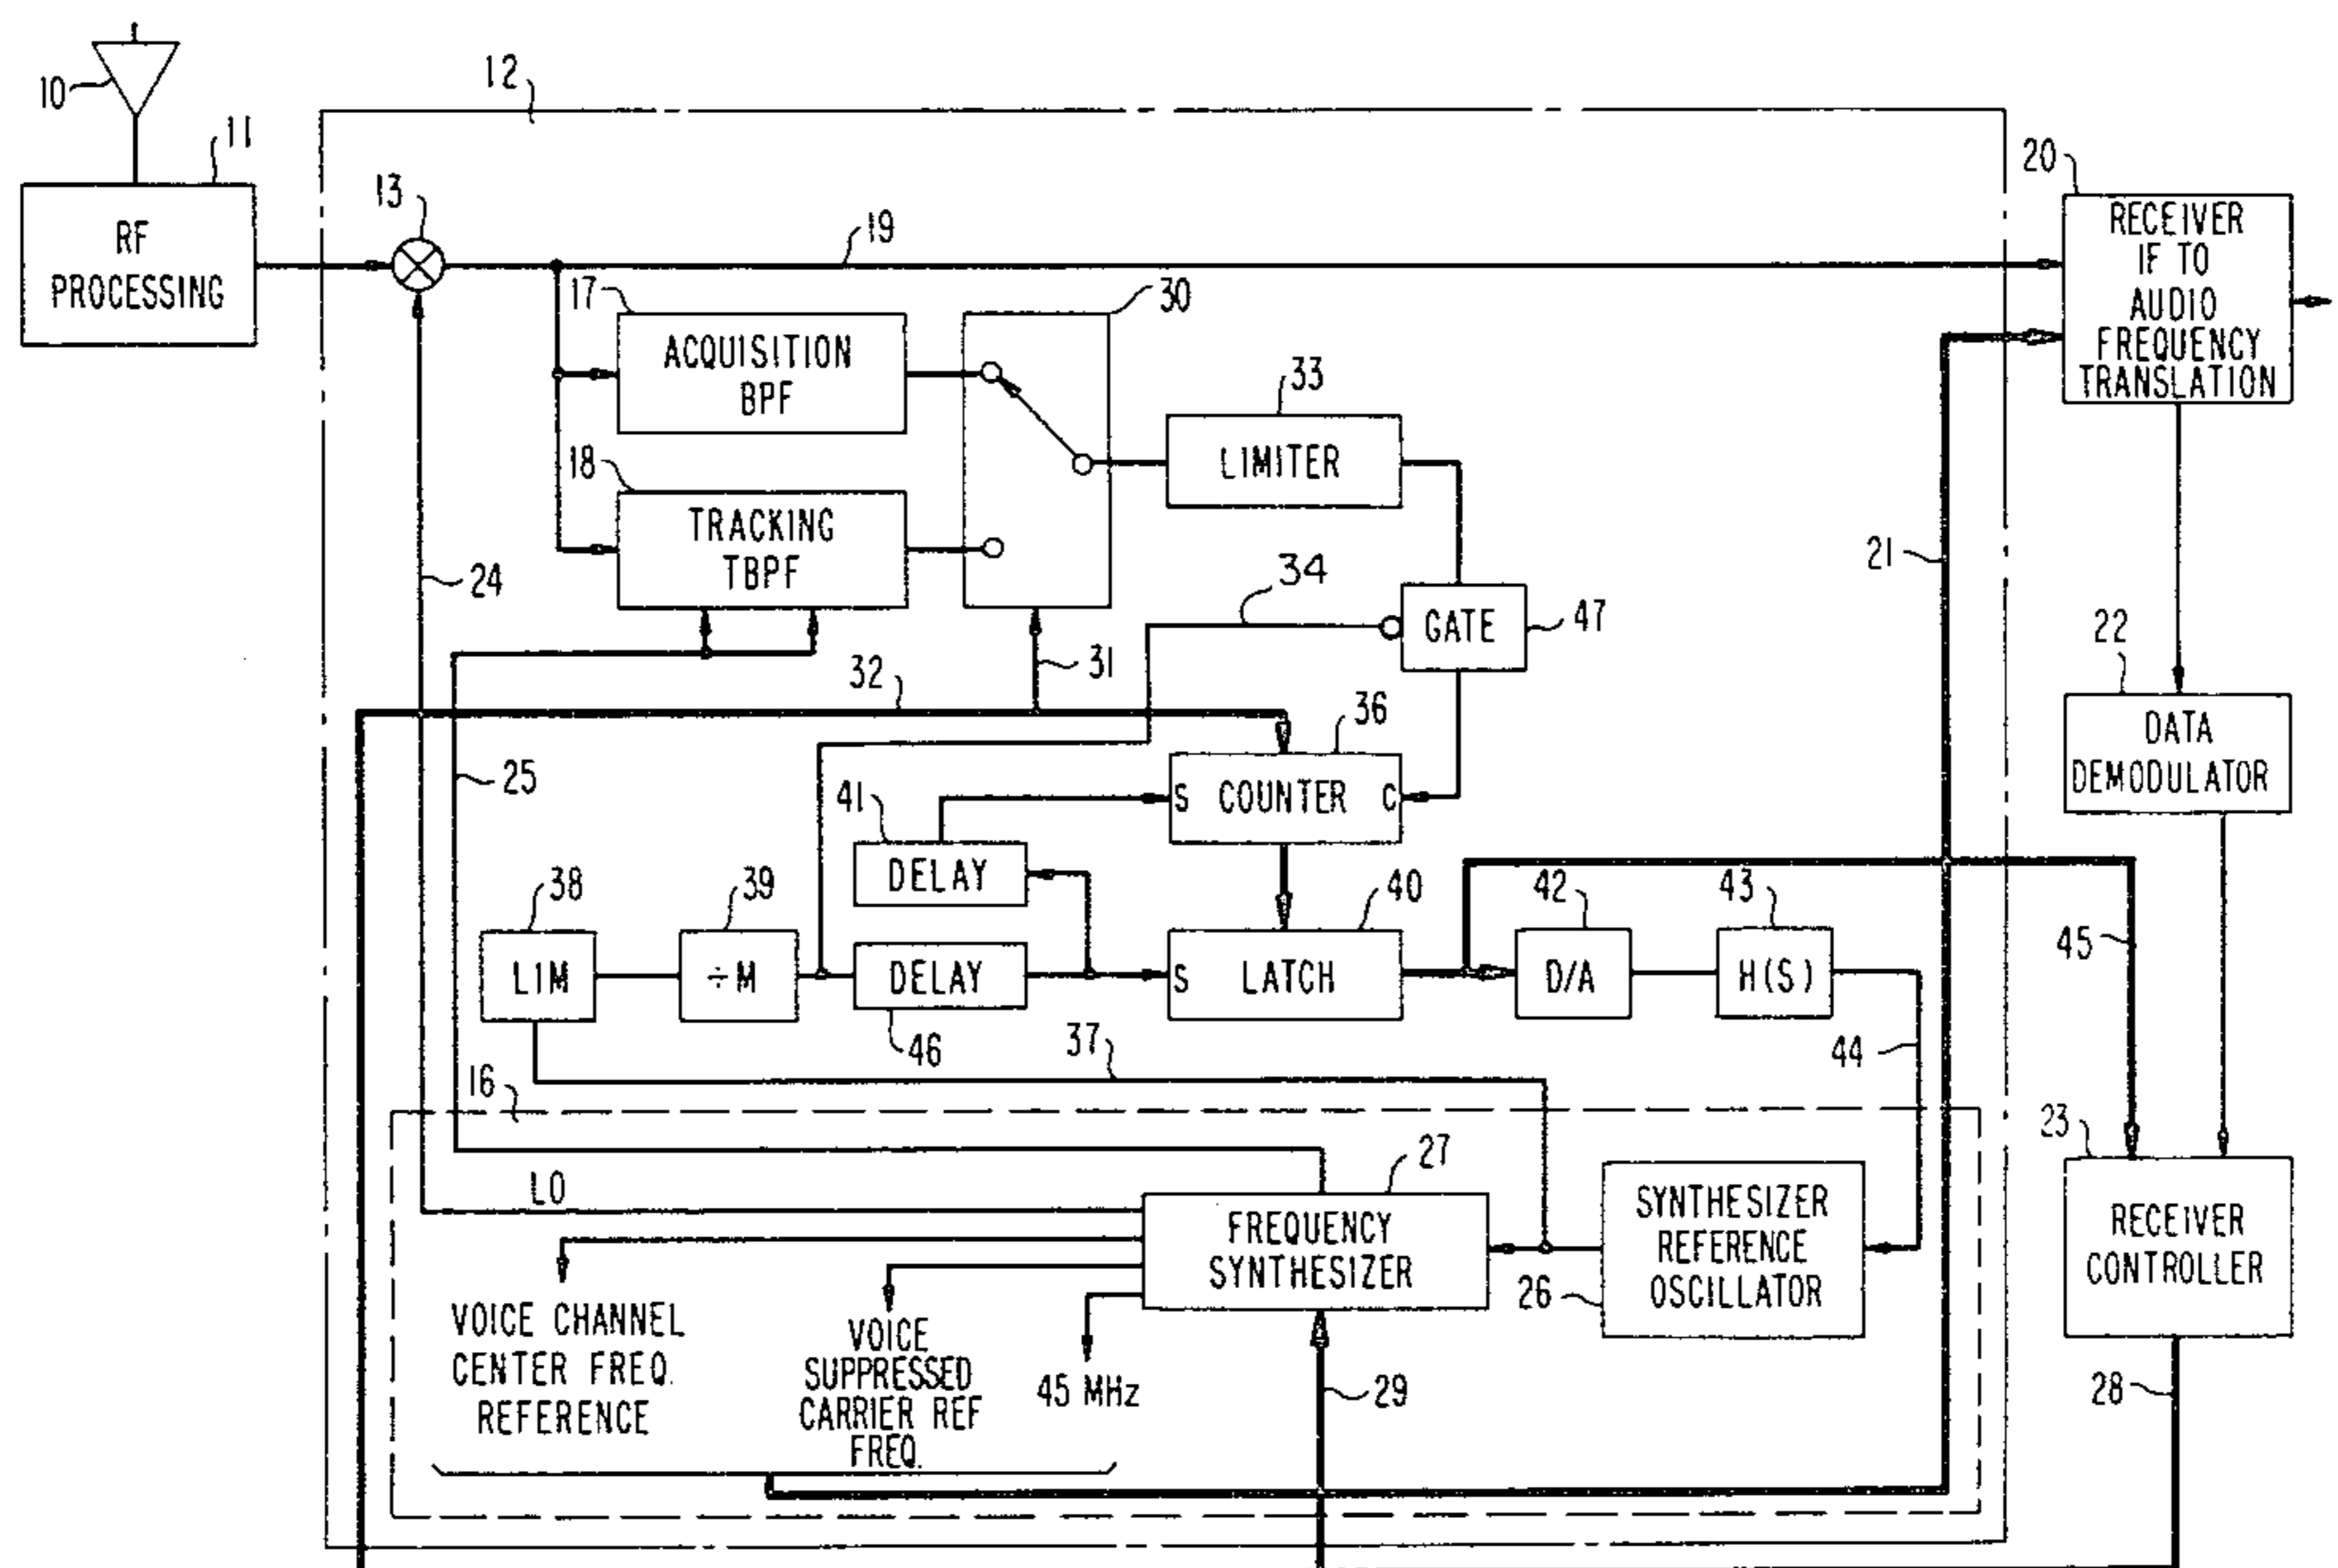 10
11
RF
PROCESSING
12
13
19
17
ACQUISITION
BPF
18
TRACKING
TBPF
30
33
LIMITER
20
RECEIVER
IF TO
AUDIO
FREQUENCY
TRANSLATION
24
25
34
GATE
47
31
32
21
22
DATA
DEMODULATOR
36
S COUNTER C
41
DELAY
38
LIM
39
÷M
DELAY
46
40
S LATCH
42
D/A
43
H(S)
45
44
37
16
LO
27
FREQUENCY
SYNTHESIZER
26
SYNTHESIZER
REFERENCE
OSCILLATOR
23
RECEIVER
CONTROLLER
VOICE CHANNEL
CENTER FREQ.
REFERENCE
VOICE
SUPPRESSED
CARRIER REF
FREQ.
45 MHz
29
28